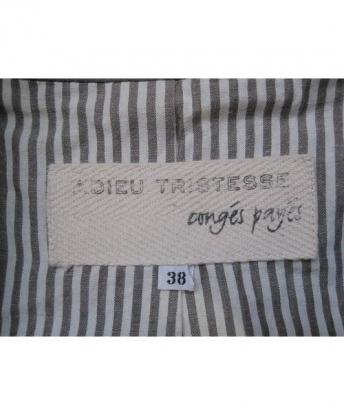 ADIEU TRISTESSE
congés payés
38